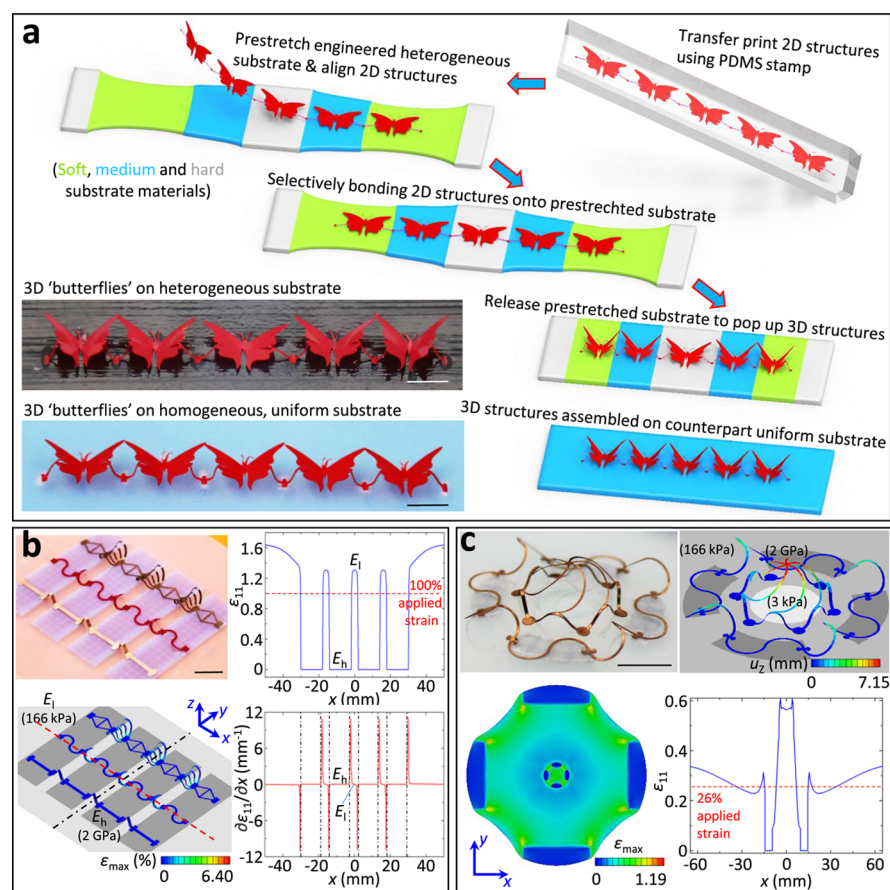 a
Prestretch engineered heterogeneous
substrate & align 2D structures
Transfer print 2D structures
using PDMS stamp
(Soft, medium and hard
substrate materials)
Selectively bonding 2D structures onto prestrechted substrate
3D ‘butterflies’ on heterogeneous substrate
Release prestretched substrate to pop up 3D structures
3D ‘butterflies’ on homogeneous, uniform substrate
3D structures assembled on counterpart uniform substrate
b
1.6
1.2
0.8
0.4
0
ε11
El
100%
applied
strain
Eh
-40 -20 0 20 40
x (mm)
El
(166 kPa)
z
y
x
Eh
(2 GPa)
εmax (%)
0 6.40
12
6
0
-6
-12
∂ε11/∂x (mm⁻¹)
Eh
El
-40 -20 0 20 40
x (mm)
c
(166 kPa)
(2 GPa)
(3 kPa)
uZ (mm)
0 7.15
y
x
εmax
0 1.19
0.6
0.4
0.2
0
ε11
26%
applied
strain
-60 -30 0 30 60
x (mm)